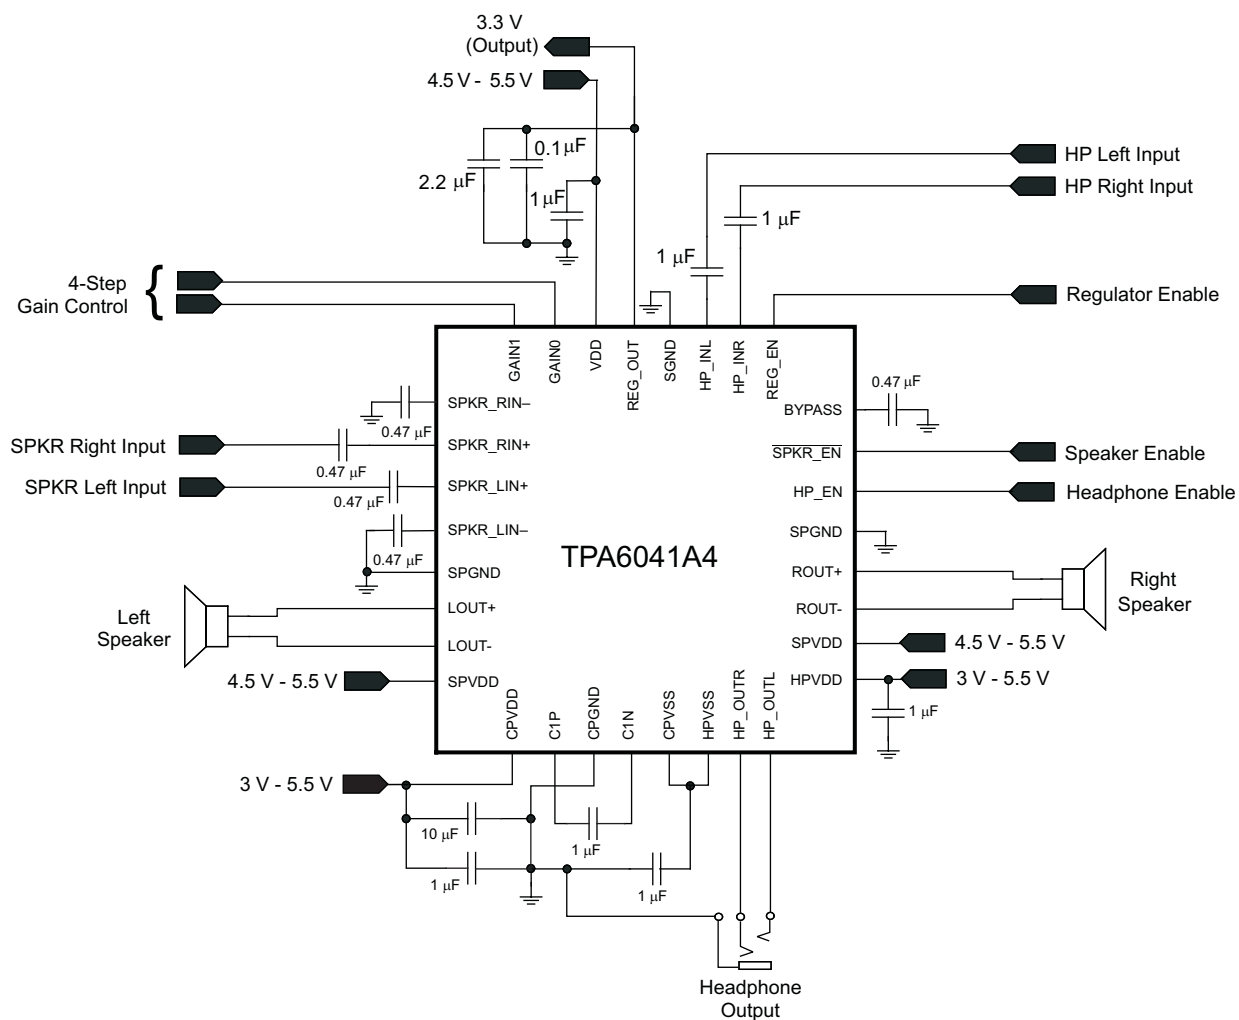 3.3 V
(Output)
4.5 V - 5.5 V
0.1 µF
2.2 µF
1 µF
HP Left Input
HP Right Input
1 µF
1 µF
4-Step
Gain Control
{
Regulator Enable
GAIN1
GAIN0
VDD
REG_OUT
SGND
HP_INL
HP_INR
REG_EN
SPKR_RIN–
0.47 µF
BYPASS
0.47 µF
SPKR Right Input
SPKR_RIN+
0.47 µF
SPKR_EN
Speaker Enable
SPKR Left Input
SPKR_LIN+
0.47 µF
HP_EN
Headphone Enable
SPKR_LIN–
0.47 µF
SPGND
TPA6041A4
SPGND
ROUT+
Right
Speaker
Left
Speaker
LOUT+
ROUT-
LOUT-
SPVDD
4.5 V - 5.5 V
4.5 V - 5.5 V
SPVDD
HPVDD
3 V - 5.5 V
1 µF
CPVDD
C1P
CPGND
C1N
CPVSS
HPVSS
HP_OUTR
HP_OUTL
3 V - 5.5 V
10 µF
1 µF
1 µF
1 µF
Headphone
Output